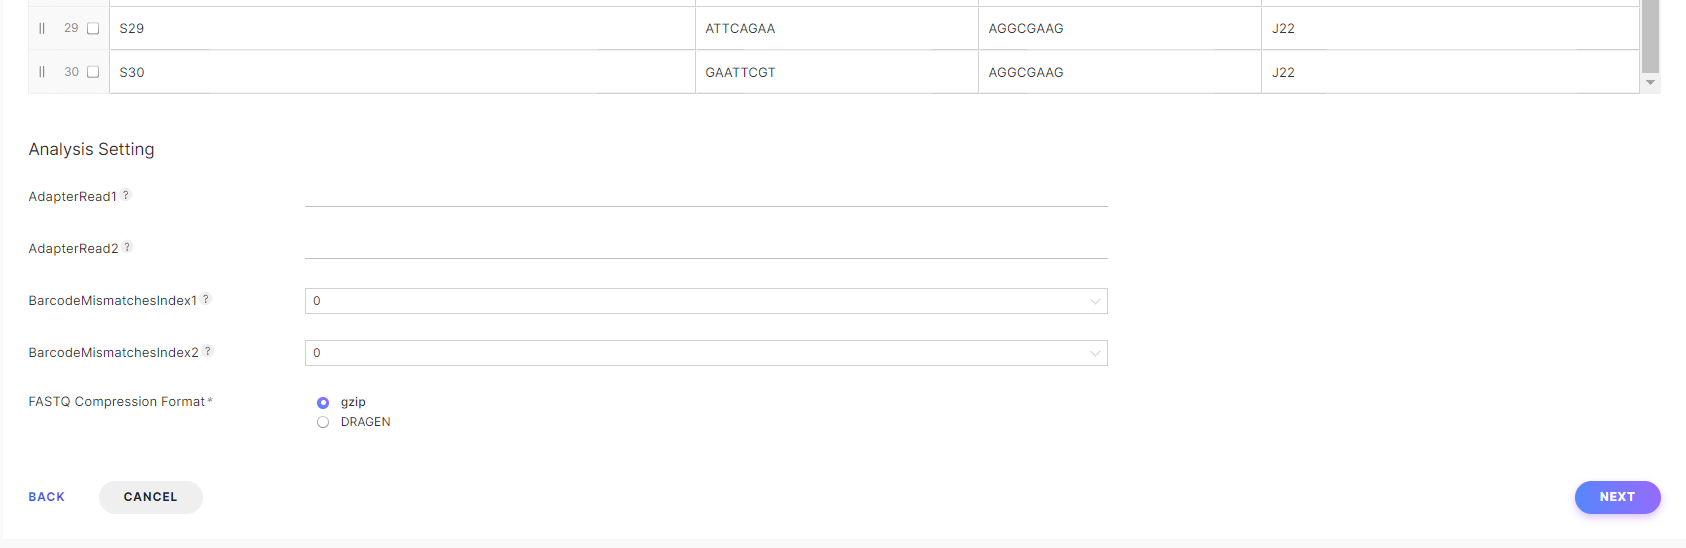 29 S29 ATTCAGAA AGGCGAAG J22
30 S30 GAATTCGT AGGCGAAG J22
Analysis Setting
AdapterRead1 ?
AdapterRead2 ?
BarcodeMismatchesIndex1 ? 0
BarcodeMismatchesIndex2 ? 0
FASTQ Compression Format* gzip
DRAGEN
BACK CANCEL NEXT